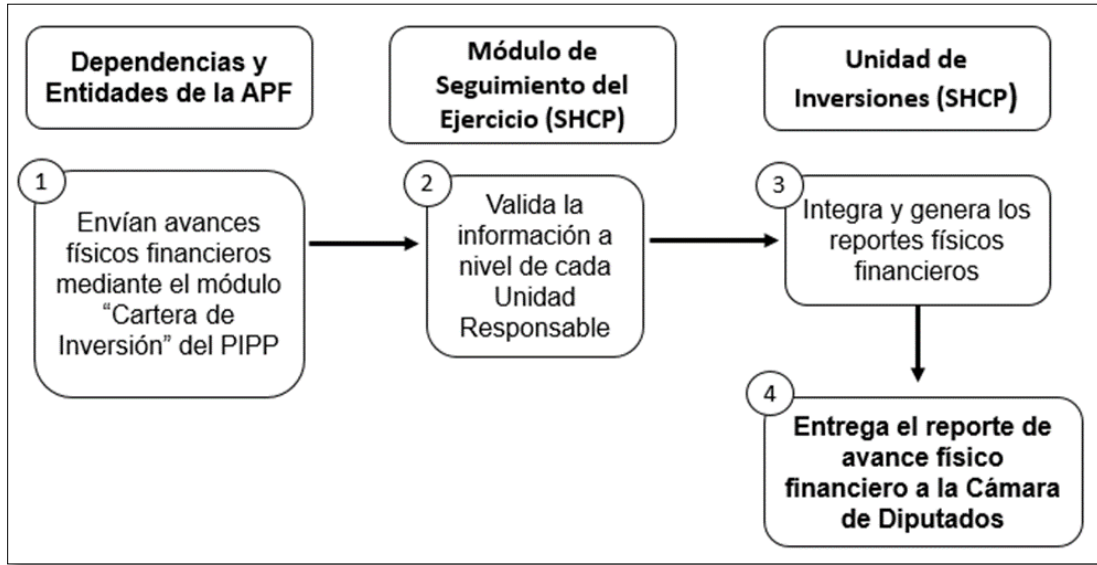 Dependencias y
Entidades de la APF
Módulo de
Seguimiento del
Ejercicio (SHCP)
Unidad de
Inversiones (SHCP)
1
Envían avances
físicos financieros
mediante el módulo
“Cartera de
Inversión” del PIPP
2
Valida la
información a
nivel de cada
Unidad
Responsable
3
Integra y genera los
reportes físicos
financieros
4
Entrega el reporte de
avance físico
financiero a la Cámara
de Diputados